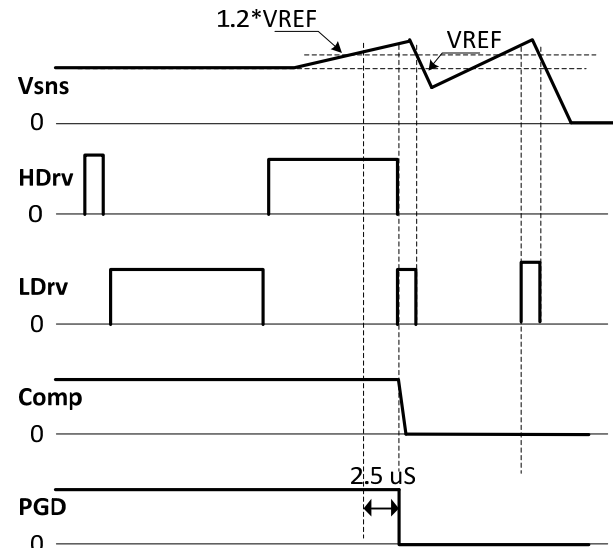 1.2*VREF
VREF
Vsns
0
HDrv
0
LDrv
0
Comp
0
2.5 uS
PGD
0